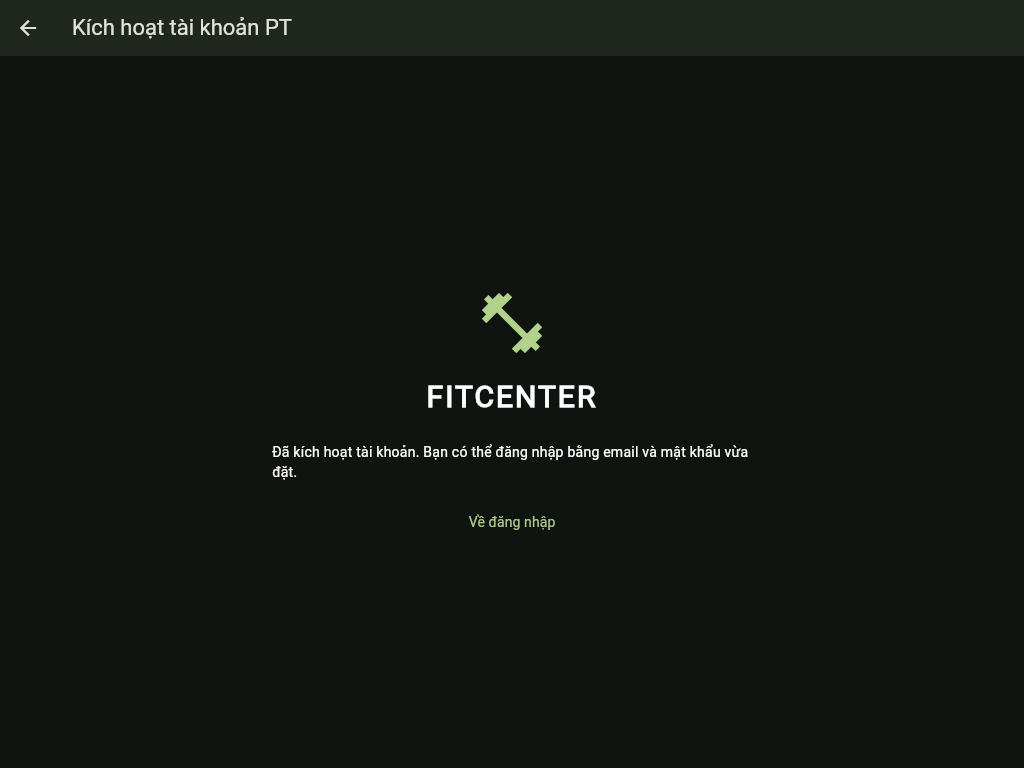 Kích hoạt tài khoản PT
FITCENTER
Đã kích hoạt tài khoản. Bạn có thể đăng nhập bằng email và mật khẩu vừa
đặt.
Về đăng nhập